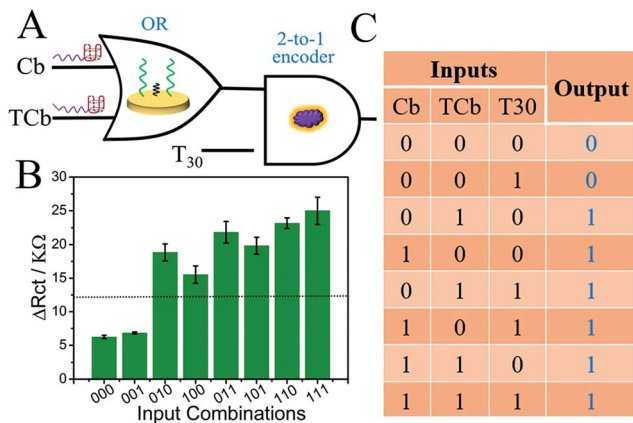 A
OR
Cb
TCb
2-to-1
encoder
T30
B
ΔRct / KΩ
30
25
20
15
10
5
0
000 001 010 100 011 101 110 111
Input Combinations
C
Inputs Output
Cb TCb T30
0 0 0 0
0 0 1 0
0 1 0 1
1 0 0 1
0 1 1 1
1 0 1 1
1 1 0 1
1 1 1 1